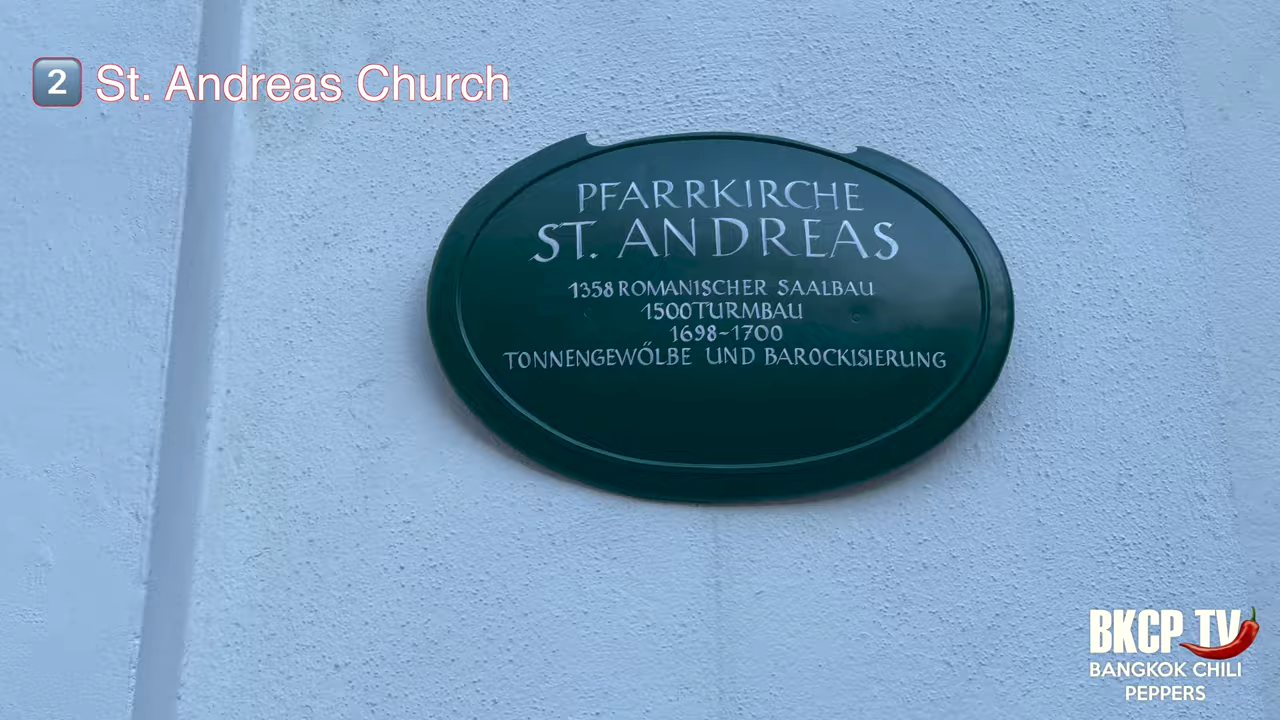 2 St. Andreas Church
PFARRKIRCHE
ST. ANDREAS
1358 ROMANISCHER SAALBAU
1500 TURMBAU
1698-1700
TONNENGEWÖLBE UND BAROCKISIERUNG
BKCP TV
BANGKOK CHILI
PEPPERS